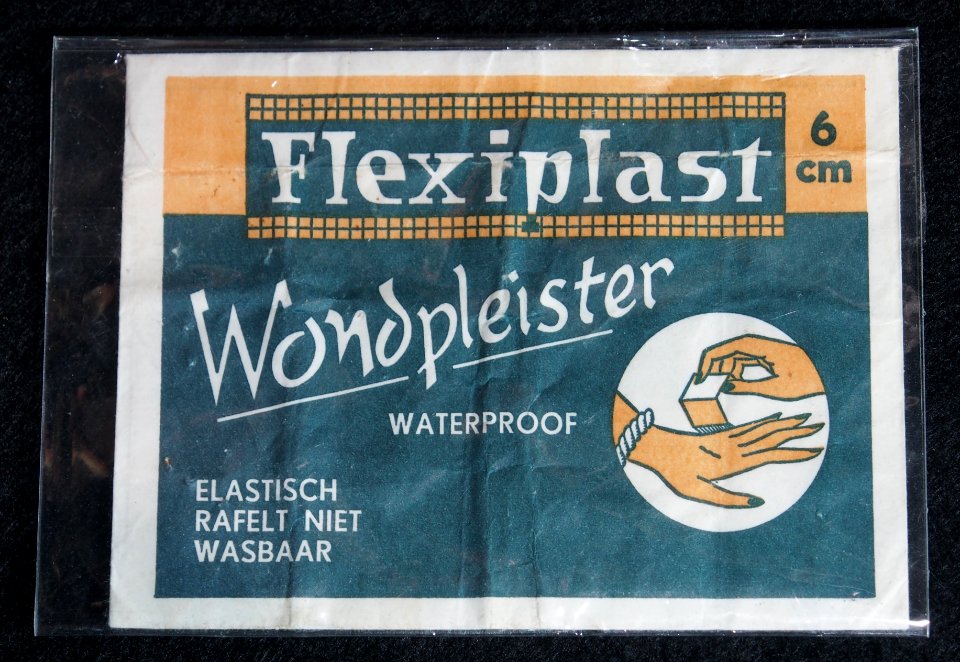 Flexiplast
6
cm
Wondpleister
WATERPROOF
ELASTISCH
RAFELT NIET
WASBAAR